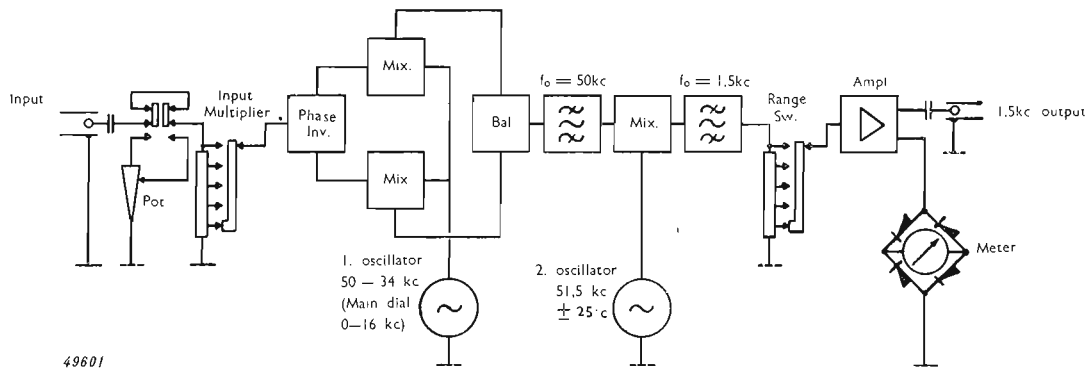 Input
Pot
Input
Multiplier
Phase
Inv.
Mix.
Mix
1. oscillator
50 – 34 kc
(Main dial
0–16 kc)
Bal
f₀ = 50kc
Mix.
2. oscillator
51,5 kc
± 25·c
f₀ = 1,5kc
Range
Sw.
Ampl
1.5kc output
Meter
49601